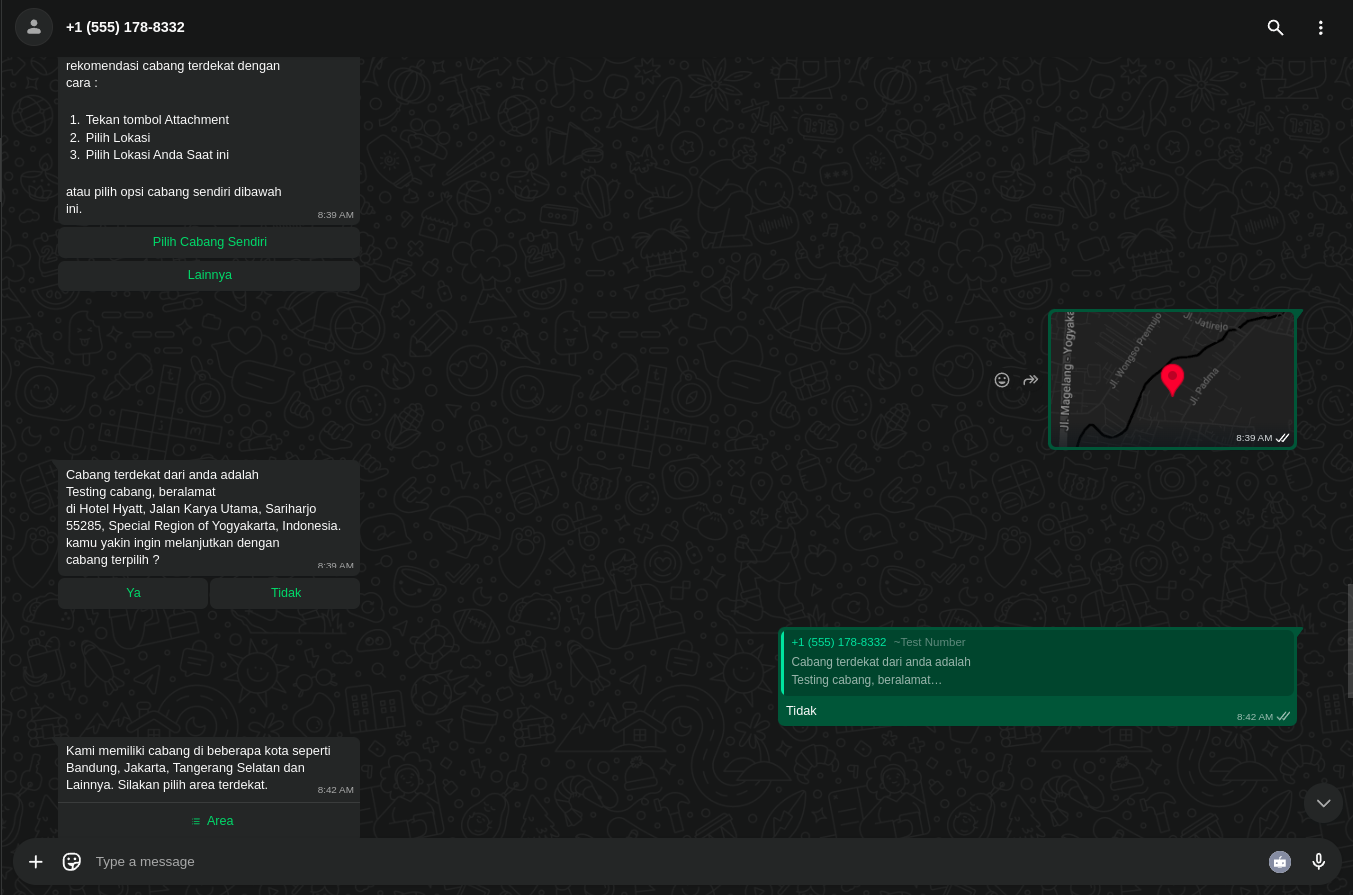 +1 (555) 178-8332
rekomendasi cabang terdekat dengan
cara :
1. Tekan tombol Attachment
2. Pilih Lokasi
3. Pilih Lokasi Anda Saat ini
atau pilih opsi cabang sendiri dibawah
ini.
8:39 AM
Pilih Cabang Sendiri
Lainnya
Jl. Magelang - Yogyaka
Jl. Wongso Premujo
Jl. Jatirejo
Jl. Padma
8:39 AM
Cabang terdekat dari anda adalah
Testing cabang, beralamat
di Hotel Hyatt, Jalan Karya Utama, Sariharjo
55285, Special Region of Yogyakarta, Indonesia.
kamu yakin ingin melanjutkan dengan
cabang terpilih ?
8:39 AM
Ya
Tidak
+1 (555) 178-8332 ~Test Number
Cabang terdekat dari anda adalah
Testing cabang, beralamat…
Tidak
8:42 AM
Kami memiliki cabang di beberapa kota seperti
Bandung, Jakarta, Tangerang Selatan dan
Lainnya. Silakan pilih area terdekat.
8:42 AM
Area
Type a message